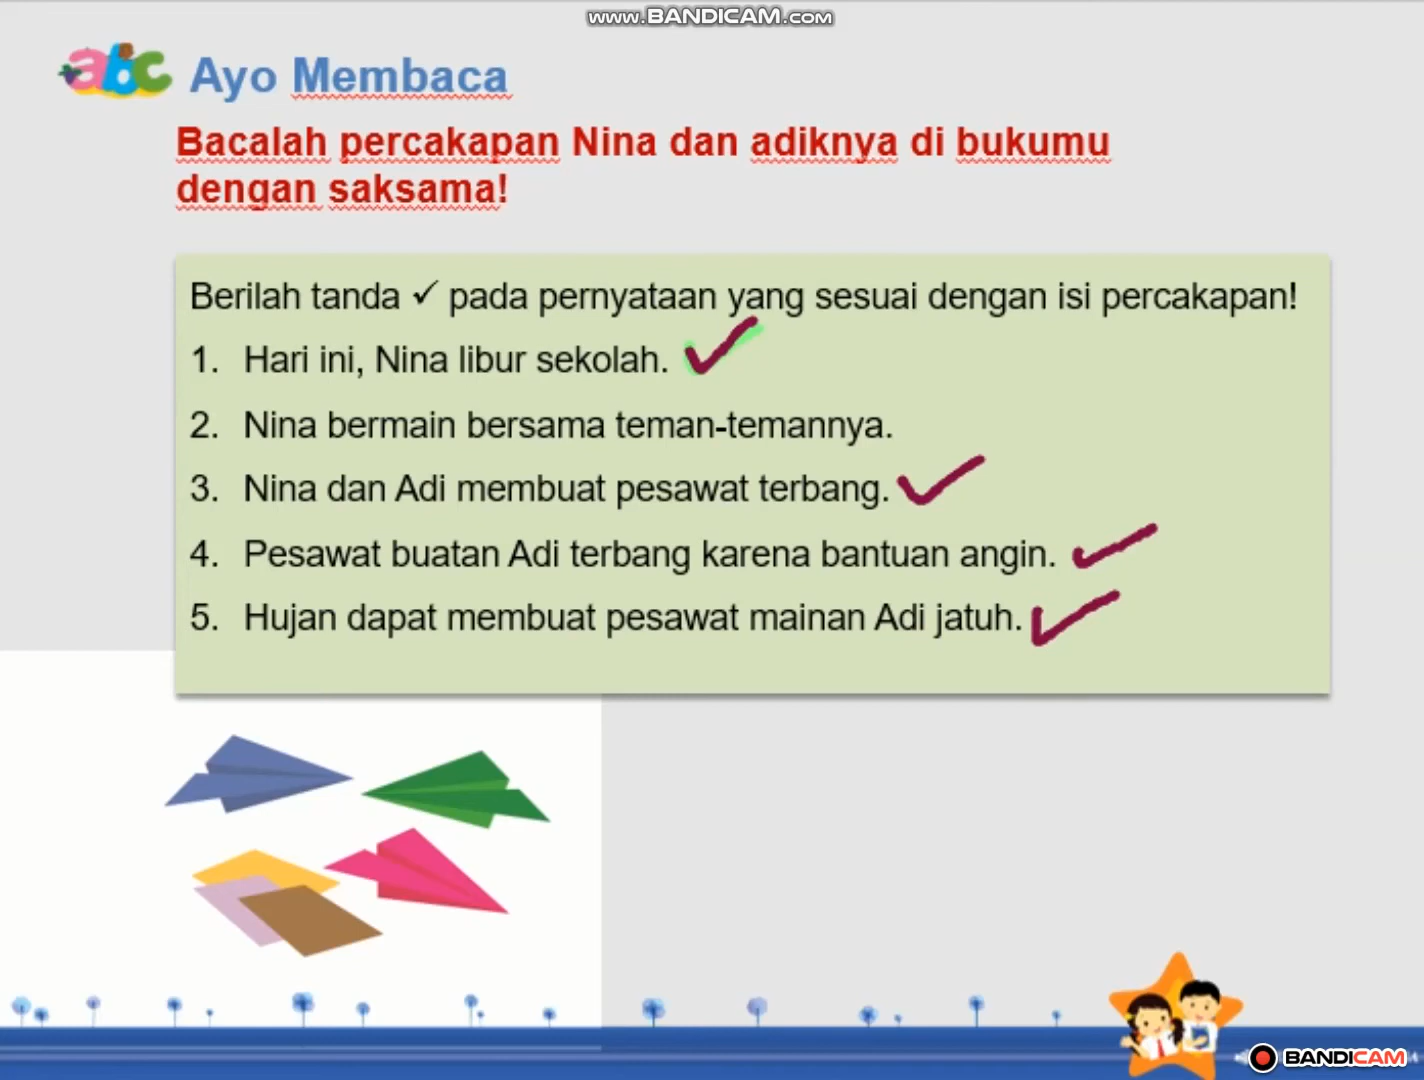 www.BANDICAM.com
abc Ayo Membaca
Bacalah percakapan Nina dan adiknya di bukumu
dengan saksama!
Berilah tanda ✓ pada pernyataan yang sesuai dengan isi percakapan!
1. Hari ini, Nina libur sekolah.
2. Nina bermain bersama teman-temannya.
3. Nina dan Adi membuat pesawat terbang.
4. Pesawat buatan Adi terbang karena bantuan angin.
5. Hujan dapat membuat pesawat mainan Adi jatuh.
BANDICAM